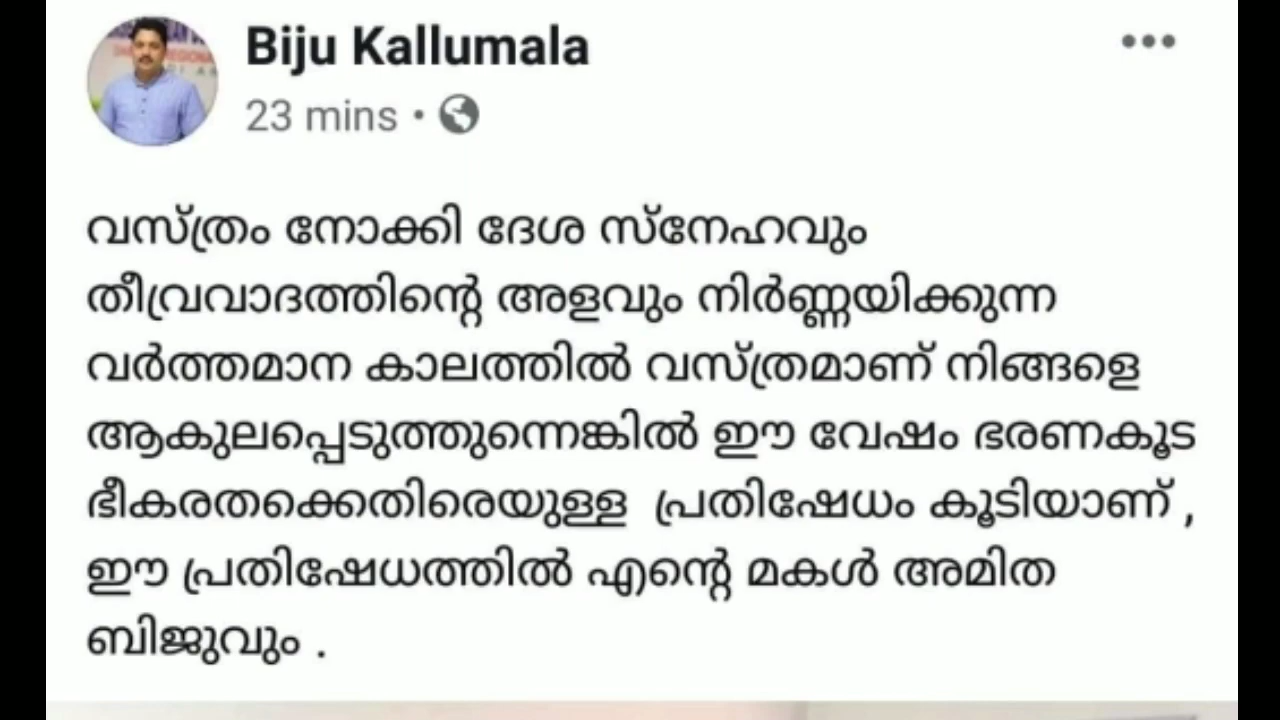 Biju Kallumala
23 mins •
വസ്ത്രം നോക്കി ദേശ സ്നേഹവും
തീവ്രവാദത്തിന്റെ അളവും നിർണ്ണയിക്കുന്ന
വർത്തമാന കാലത്തിൽ വസ്ത്രമാണ് നിങ്ങളെ
ആകുലപ്പെടുത്തുന്നെങ്കിൽ ഈ വേഷം ഭരണകൂട
ഭീകരതക്കെതിരെയുള്ള പ്രതിഷേധം കൂടിയാണ് ,
ഈ പ്രതിഷേധത്തിൽ എന്റെ മകൾ അമിത
ബിജുവും .